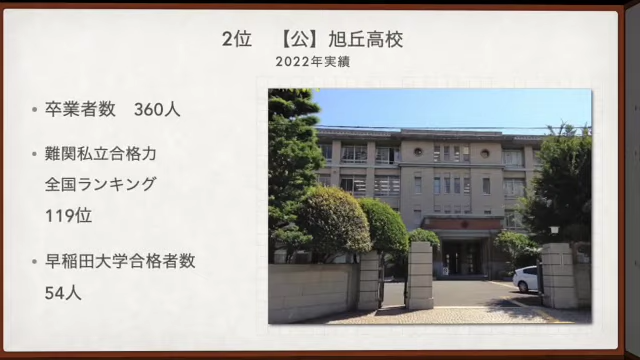 2位 【公】旭丘高校
2022年実績
• 卒業者数 360人
• 難関私立合格力
全国ランキング
119位
• 早稲田大学合格者数
54人